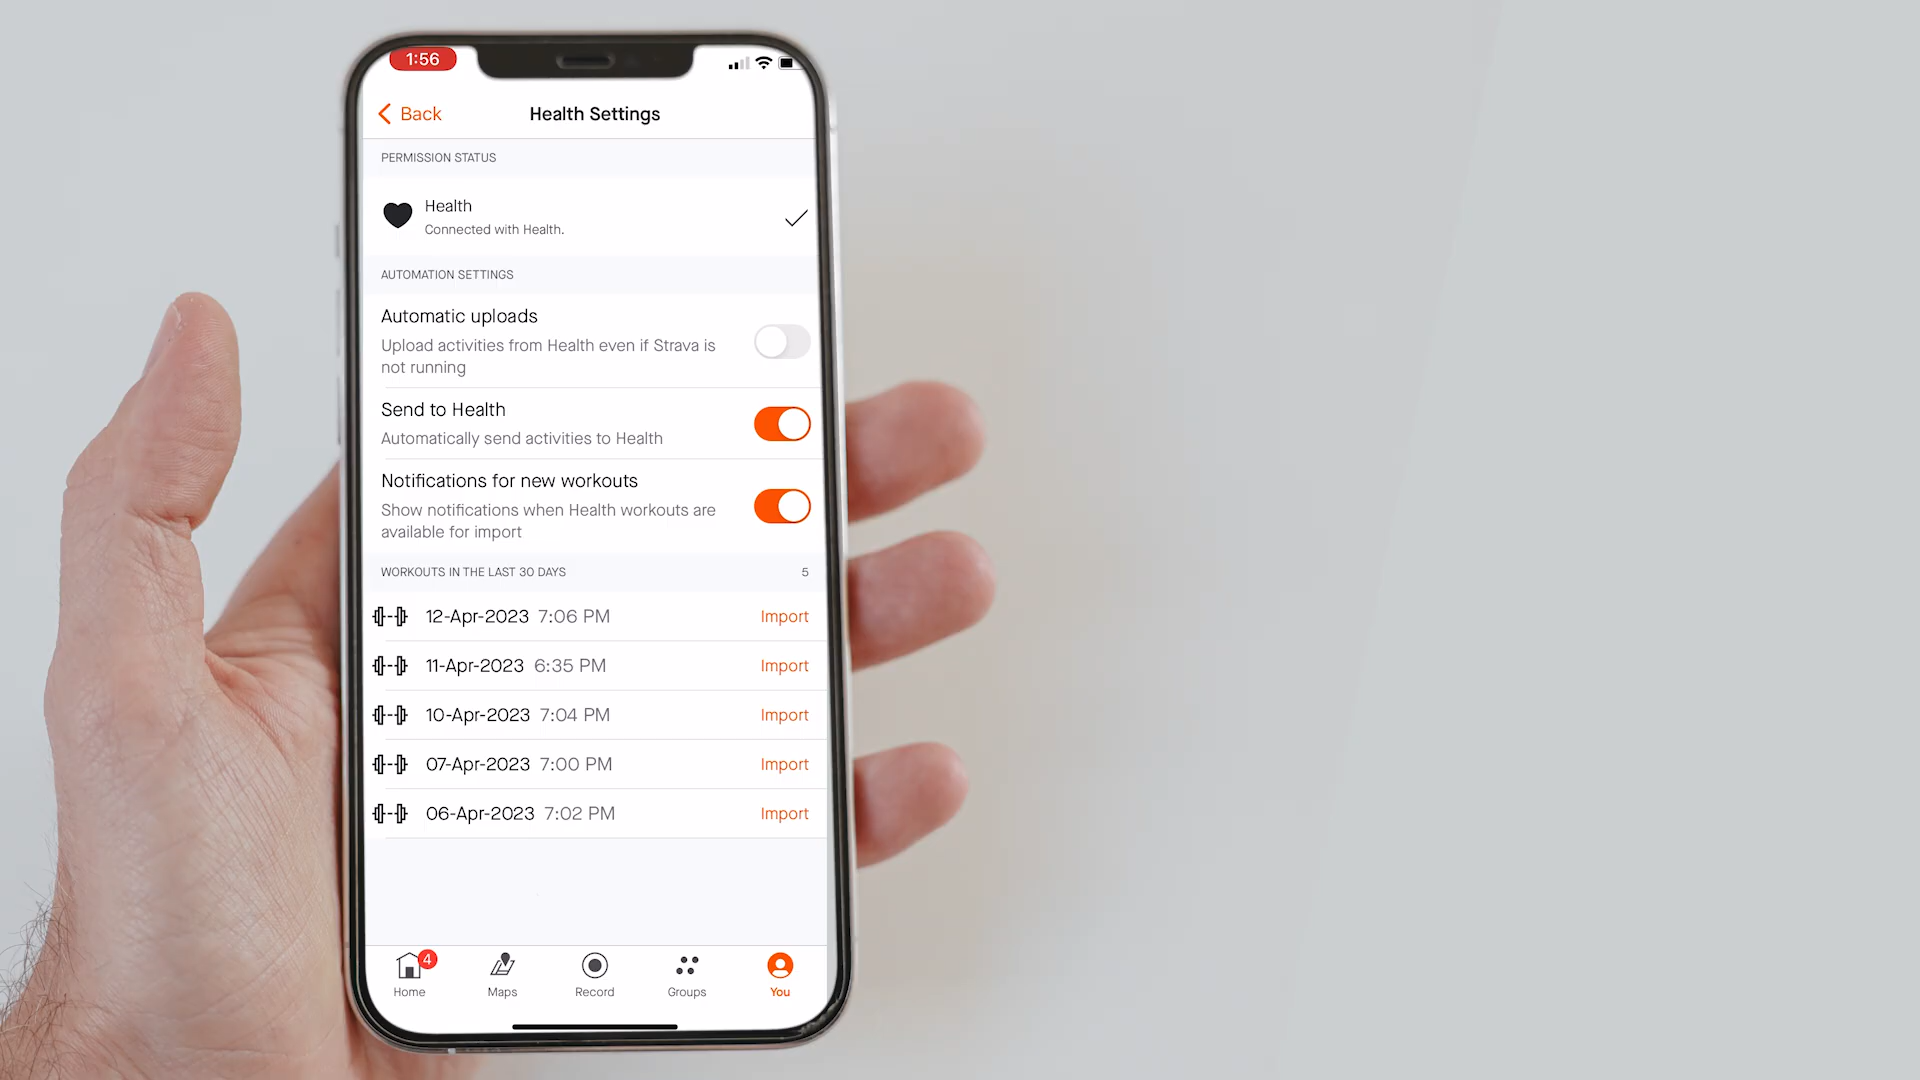 1:56
Back
Health Settings
PERMISSION STATUS
Health
Connected with Health.
AUTOMATION SETTINGS
Automatic uploads
Upload activities from Health even if Strava is
not running
Send to Health
Automatically send activities to Health
Notifications for new workouts
Show notifications when Health workouts are
available for import
WORKOUTS IN THE LAST 30 DAYS 5
12-Apr-2023 7:06 PM Import
11-Apr-2023 6:35 PM Import
10-Apr-2023 7:04 PM Import
07-Apr-2023 7:00 PM Import
06-Apr-2023 7:02 PM Import
4
Home Maps Record Groups You